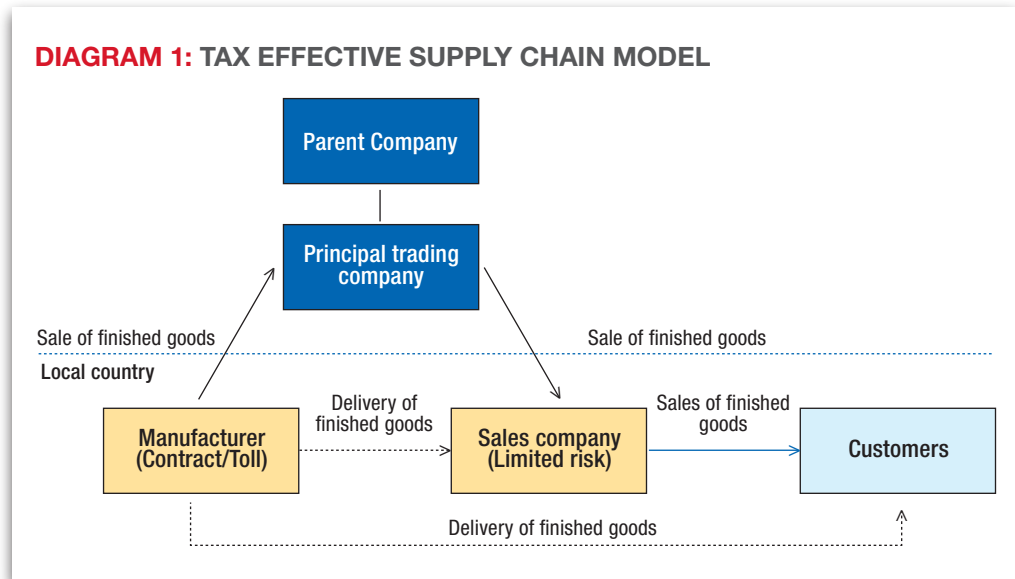 DIAGRAM 1: TAX EFFECTIVE SUPPLY CHAIN MODEL
Parent Company
Principal trading
company
Sale of finished goods
Sale of finished goods
Local country
Manufacturer
(Contract/Toll)
Delivery of
finished goods
Sales company
(Limited risk)
Sales of finished
goods
Customers
Delivery of finished goods